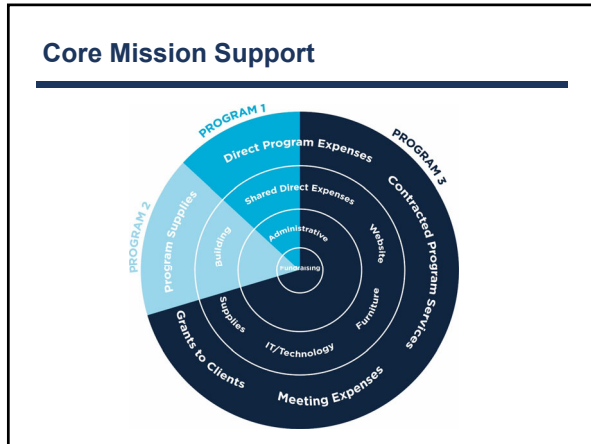 Core Mission Support
PROGRAM 1
PROGRAM 2
PROGRAM 3
Direct Program Expenses
Contracted Program Services
Meeting Expenses
Grants to Clients
Program Supplies
Shared Direct Expenses
Website
Furniture
IT/Technology
Supplies
Building
Administrative
Fundraising